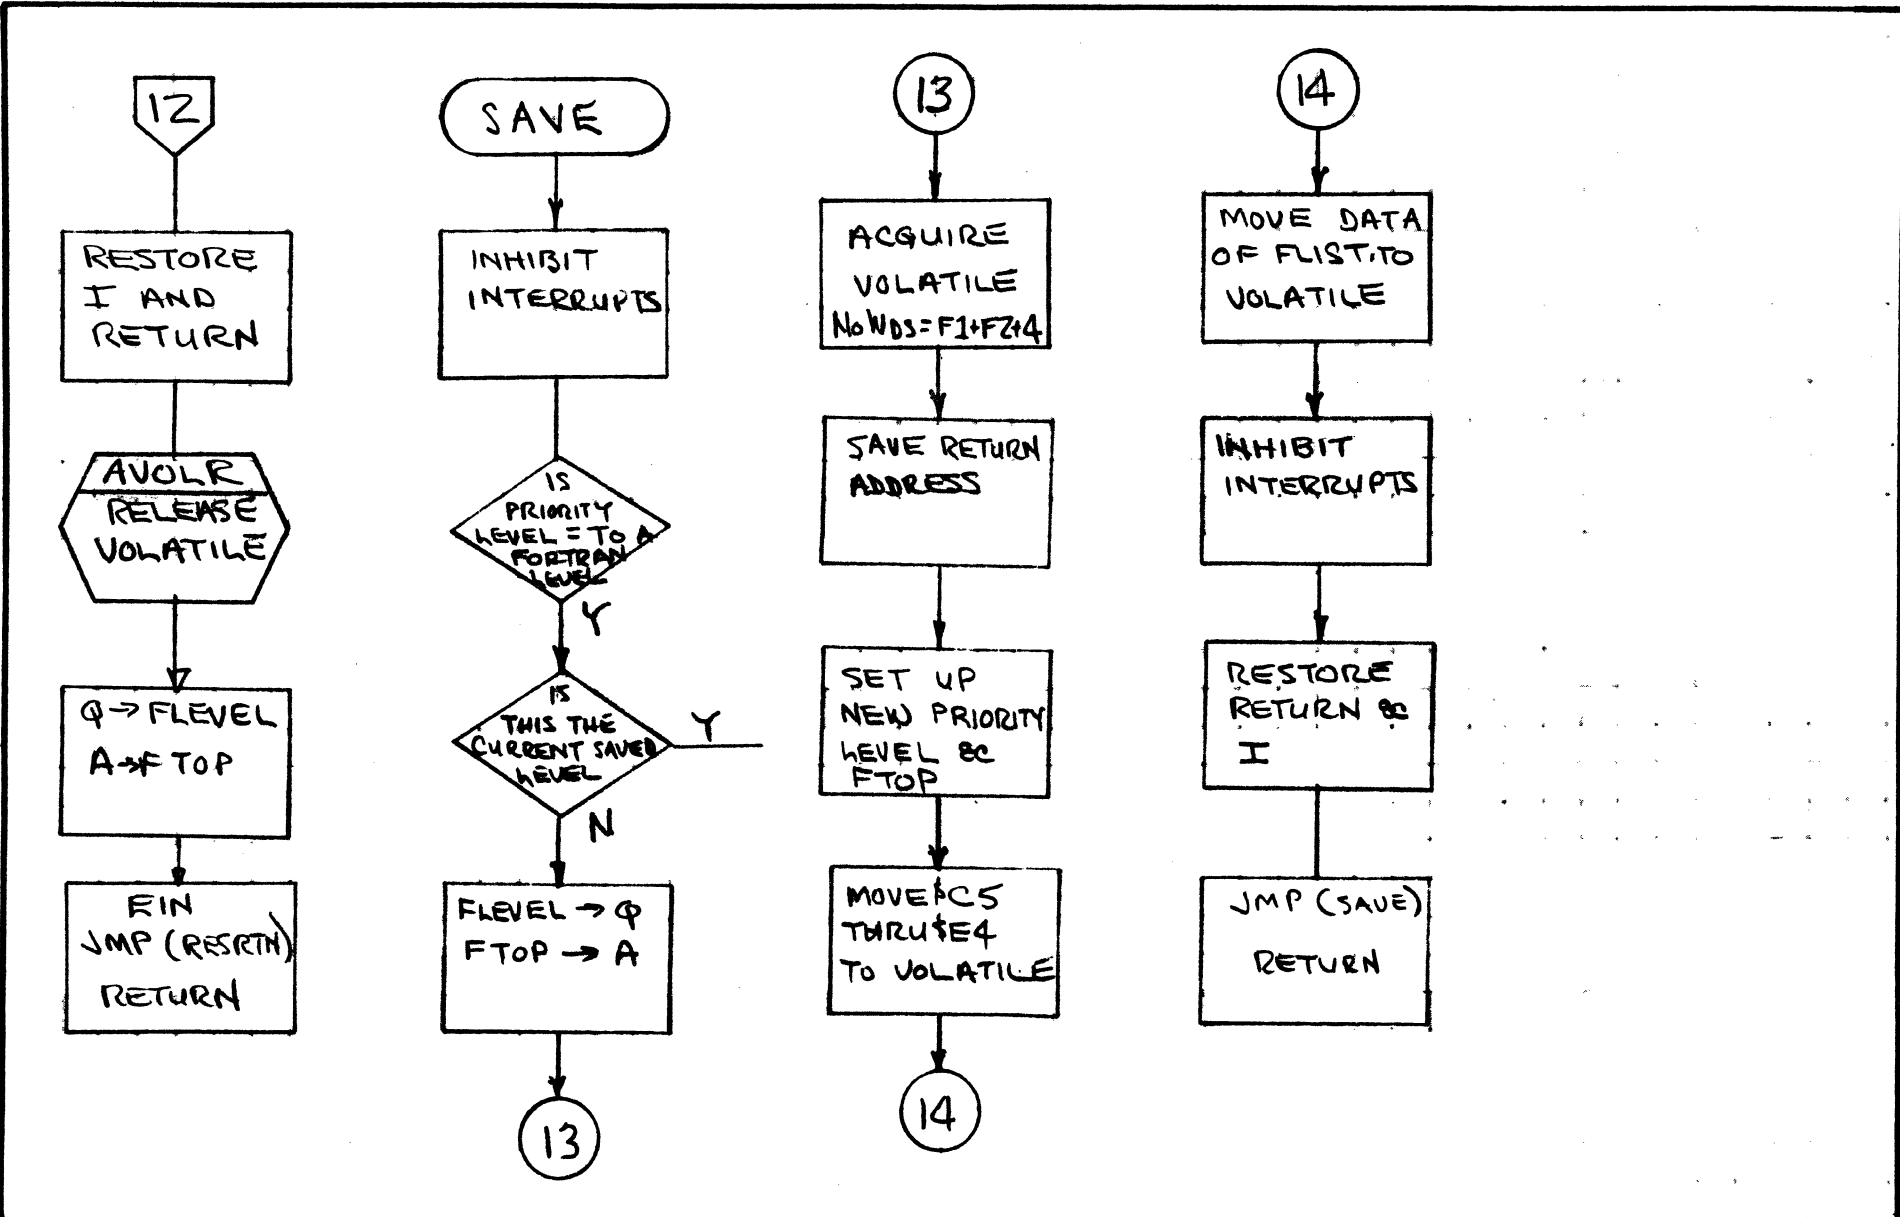 12
RESTORE
I AND
RETURN
AVOLR
RELEASE
VOLATILE
Q→FLEVEL
A→F TOP
EIN
JMP (RESRTN)
RETURN
SAVE
INHIBIT
INTERRUPTS
IS
PRIORITY
LEVEL = TO A
FORTRAN
LEVEL
Y
IS
THIS THE
CURRENT SAVED
LEVEL
Y
N
FLEVEL → Q
FTOP → A
13
13
ACQUIRE
VOLATILE
NoWDS=F1+F2+4
SAVE RETURN
ADDRESS
SET UP
NEW PRIORITY
LEVEL &
FTOP
MOVE $C5
THRU $E4
TO VOLATILE
14
14
MOVE DATA
OF FLIST.TO
VOLATILE
INHIBIT
INTERRUPTS
RESTORE
RETURN &
I
JMP (SAVE)
RETURN